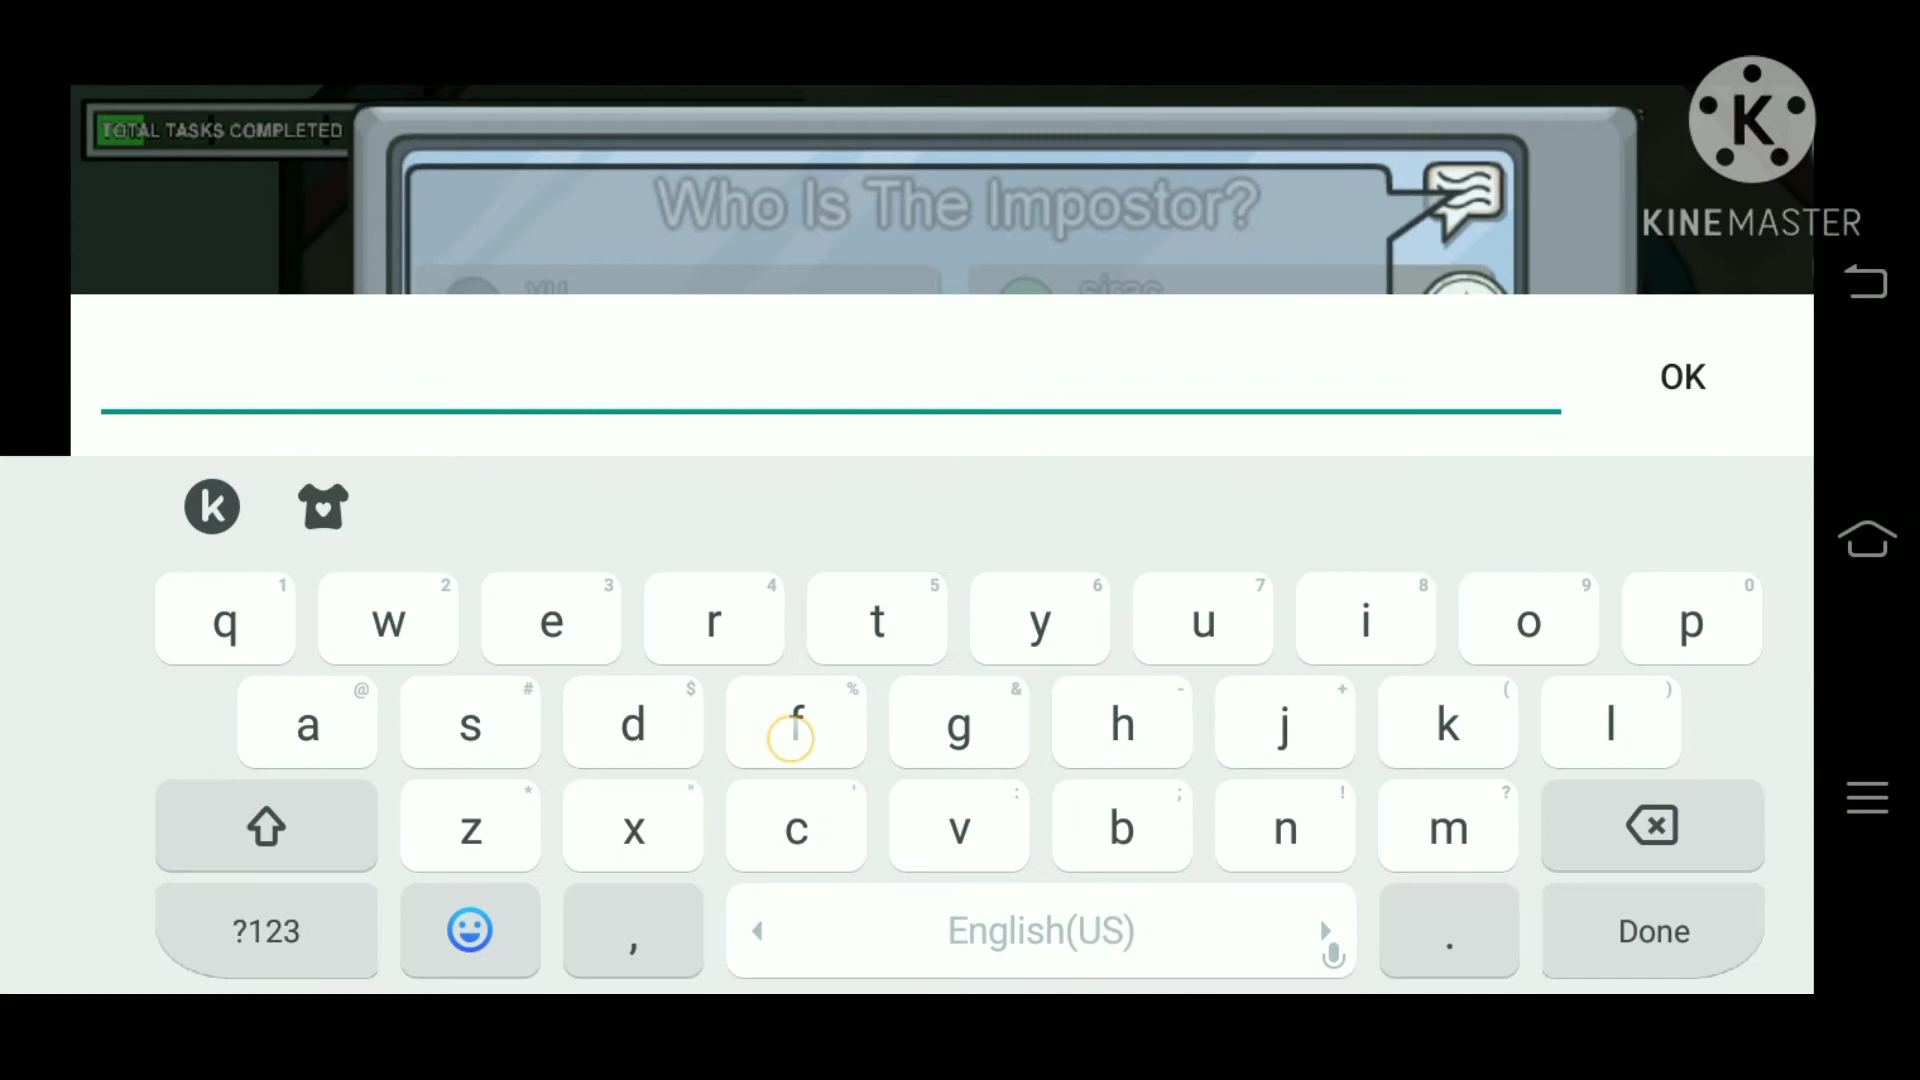 TOTAL TASKS COMPLETED
Who Is The Impostor?
K
KINEMASTER
sirac
OK
k
q 1 w 2 e 3 r 4 t 5 y 6 u 7 i 8 o 9 p 0
a @ s # d $ f % g & h - j + k ( l )
z * x " c ' v : b ; n ! m ?
?123 , English(US) . Done